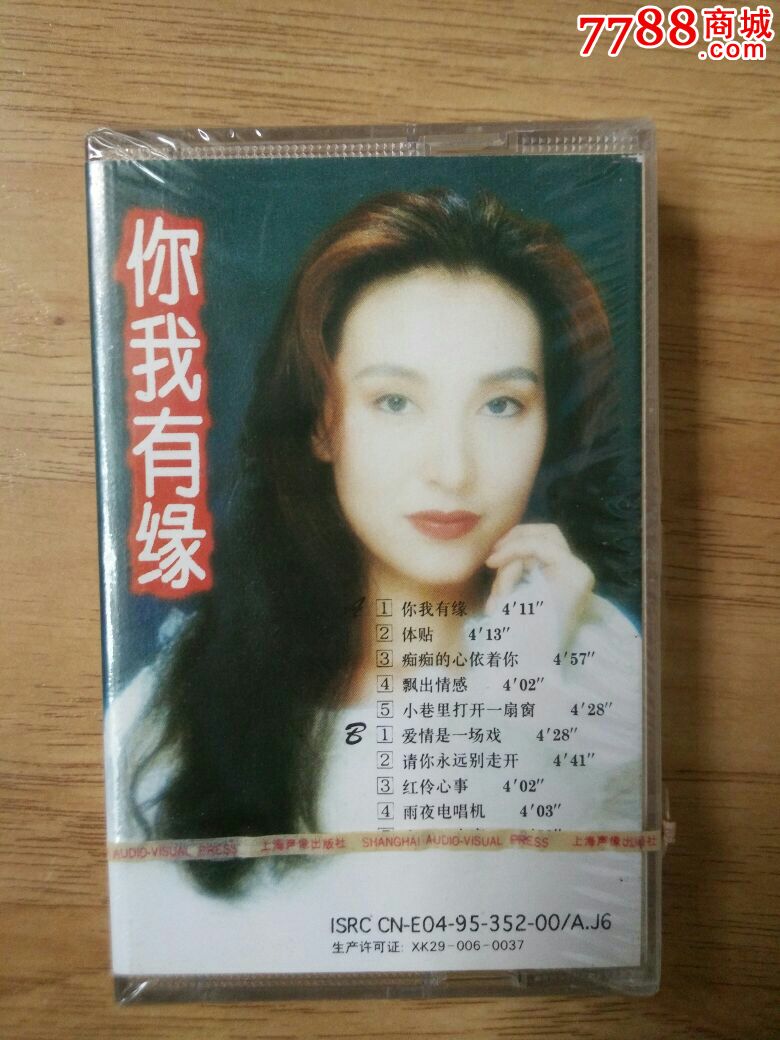 7788商城
.com
你我有缘
A 1 你我有缘 4′11″
2 体贴 4′13″
3 痴痴的心依着你 4′57″
4 飘出情感 4′02″
5 小巷里打开一扇窗 4′28″
B 1 爱情是一场戏 4′28″
2 请你永远别走开 4′41″
3 红伶心事 4′02″
4 雨夜电唱机 4′03″
AUDIO-VISUAL PRESS 上海声像出版社 SHANGHAI AUDIO-VISUAL PRESS 上海声像出版社
ISRC CN-E04-95-352-00/A.J6
生产许可证: XK29-006-0037